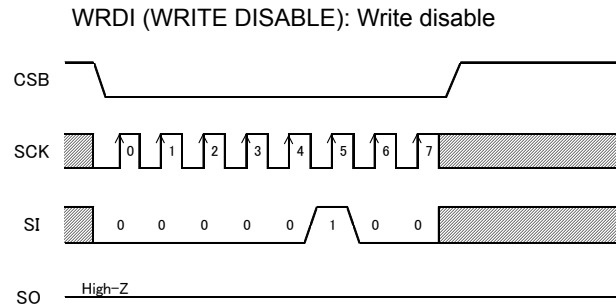 WRDI (WRITE DISABLE): Write disable
CSB
SCK 0 1 2 3 4 5 6 7
SI 0 0 0 0 0 1 0 0
SO High-Z